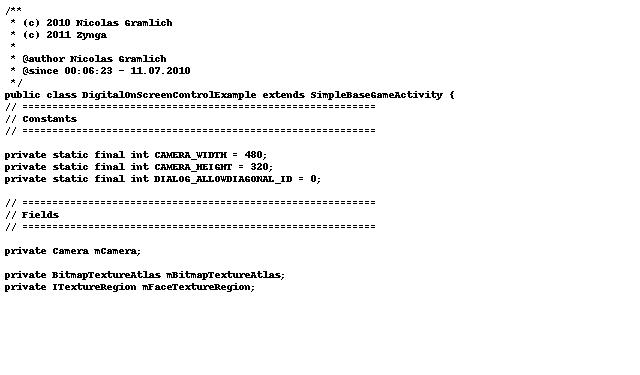 /**
 * (c) 2010 Nicolas Gramlich
 * (c) 2011 Zynga
 *
 * @author Nicolas Gramlich
 * @since 00:06:23 - 11.07.2010
 */
public class DigitalOnScreenControlExample extends SimpleBaseGameActivity {
// ===========================================================
// Constants
// ===========================================================

private static final int CAMERA_WIDTH = 480;
private static final int CAMERA_HEIGHT = 320;
private static final int DIALOG_ALLOWDIAGONAL_ID = 0;

// ===========================================================
// Fields
// ===========================================================

private Camera mCamera;

private BitmapTextureAtlas mBitmapTextureAtlas;
private ITextureRegion mFaceTextureRegion;